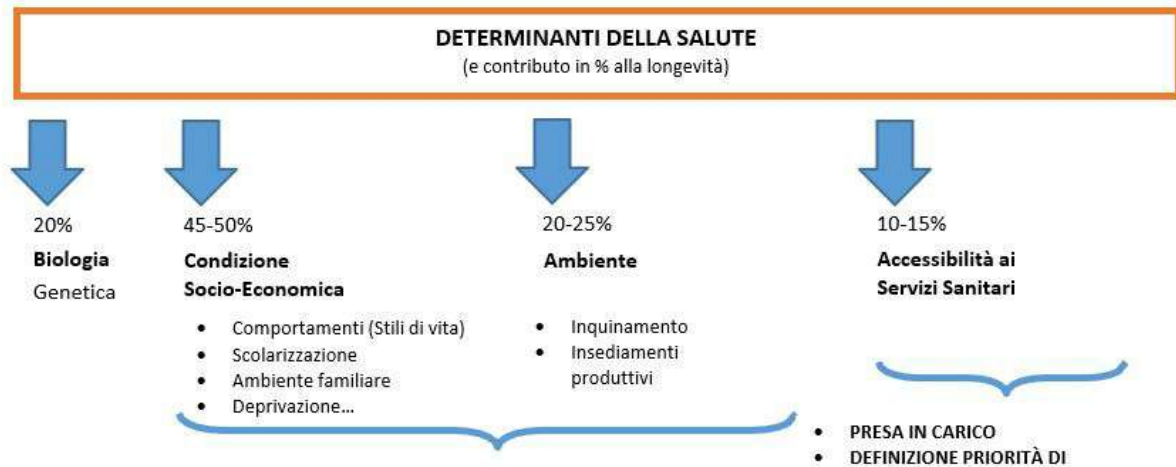 DETERMINANTI DELLA SALUTE
(e contributo in % alla longevità)
20%
Biologia
Genetica
45-50%
Condizione
Socio-Economica
• Comportamenti (Stili di vita)
• Scolarizzazione
• Ambiente familiare
• Deprivazione...
20-25%
Ambiente
• Inquinamento
• Insediamenti
produttivi
10-15%
Accessibilità ai
Servizi Sanitari
• PRESA IN CARICO
• DEFINIZIONE PRIORITÀ DI